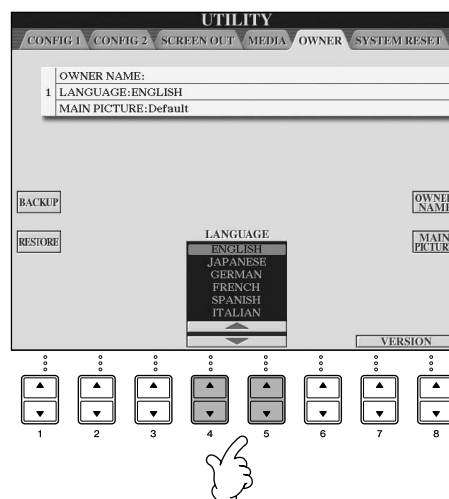 UTILITY
CONFIG 1 CONFIG 2 SCREEN OUT MEDIA OWNER SYSTEM RESET
OWNER NAME:
1 LANGUAGE:ENGLISH
MAIN PICTURE:Default
BACKUP
OWNER
NAME
RESTORE
MAIN
PICTURE
LANGUAGE
ENGLISH
JAPANESE
GERMAN
FRENCH
SPANISH
ITALIAN
VERSION
1 2 3 4 5 6 7 8